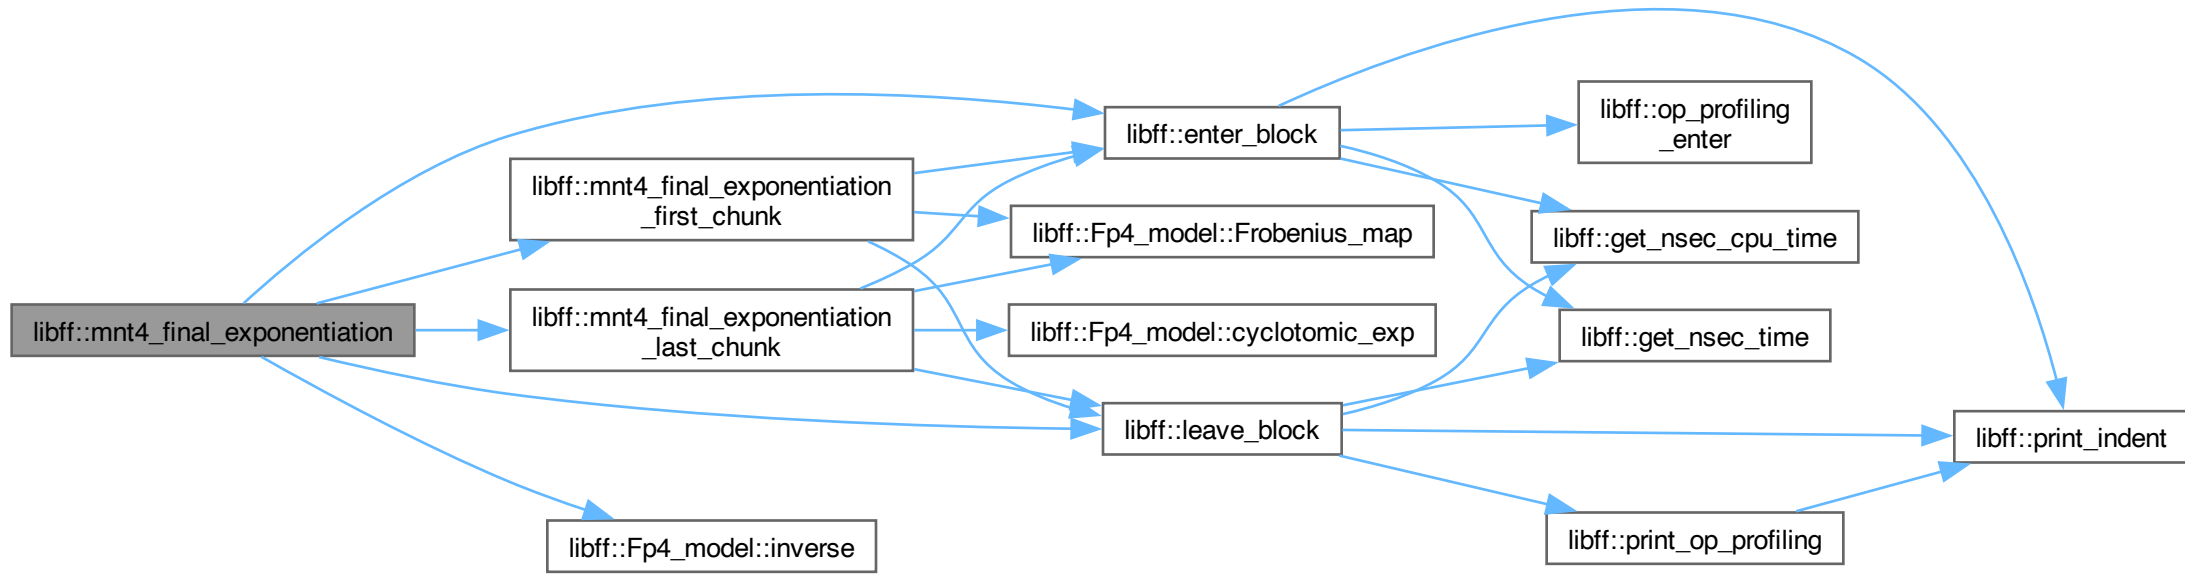 libff::mnt4_final_exponentiation
libff::mnt4_final_exponentiation
_first_chunk
libff::mnt4_final_exponentiation
_last_chunk
libff::Fp4_model::inverse
libff::enter_block
libff::Fp4_model::Frobenius_map
libff::Fp4_model::cyclotomic_exp
libff::leave_block
libff::op_profiling
_enter
libff::get_nsec_cpu_time
libff::get_nsec_time
libff::print_op_profiling
libff::print_indent